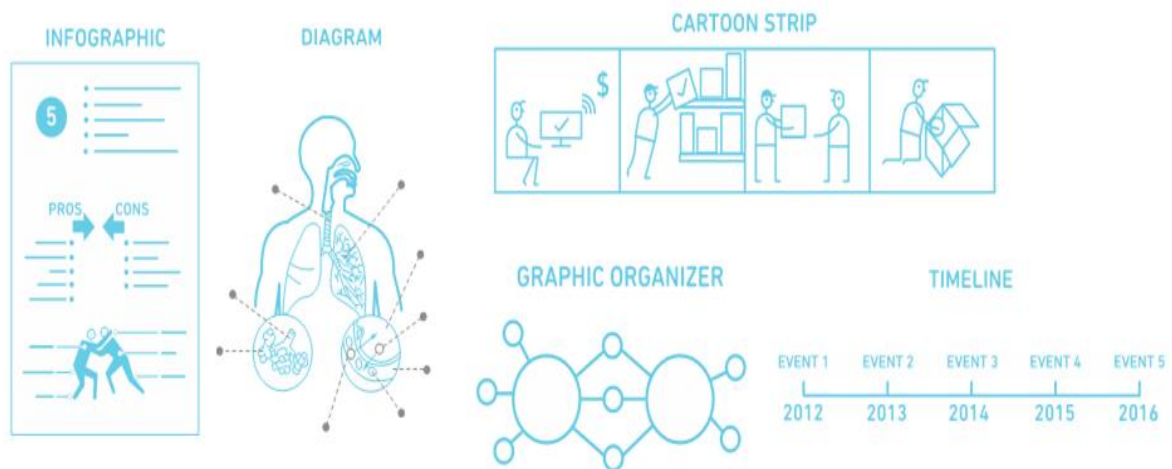 INFOGRAPHIC
5
PROS CONS
DIAGRAM
CARTOON STRIP
$
GRAPHIC ORGANIZER
TIMELINE
EVENT 1 EVENT 2 EVENT 3 EVENT 4 EVENT 5
2012 2013 2014 2015 2016